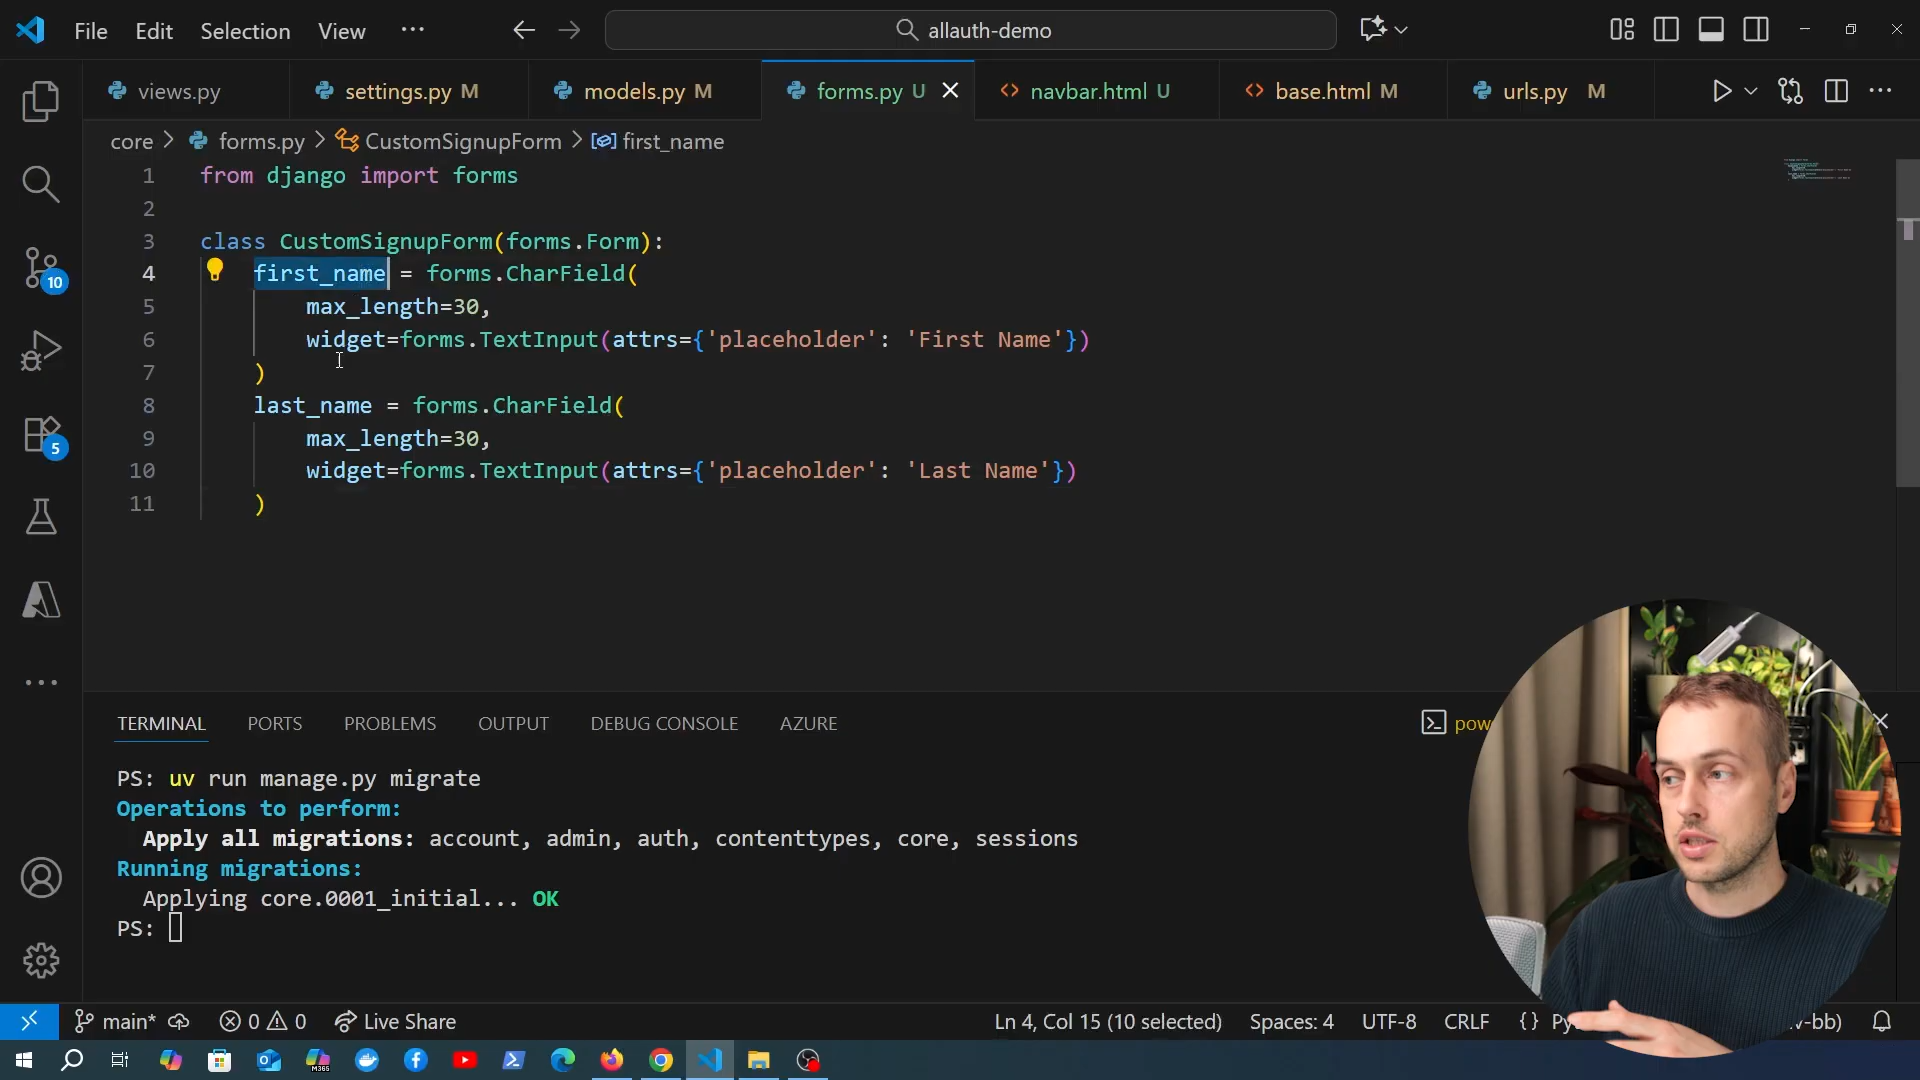 File Edit Selection View ··· allauth-demo
views.py settings.py M models.py M forms.py U navbar.html U base.html M urls.py M
core > forms.py > CustomSignupForm > first_name
1 from django import forms
2
3 class CustomSignupForm(forms.Form):
4 first_name = forms.CharField(
5 max_length=30,
6 widget=forms.TextInput(attrs={'placeholder': 'First Name'})
7 )
8 last_name = forms.CharField(
9 max_length=30,
10 widget=forms.TextInput(attrs={'placeholder': 'Last Name'})
11 )
10
5
TERMINAL PORTS PROBLEMS OUTPUT DEBUG CONSOLE AZURE
PS: uv run manage.py migrate
Operations to perform:
Apply all migrations: account, admin, auth, contenttypes, core, sessions
Running migrations:
Applying core.0001_initial... OK
PS:
main* 0 0 Live Share Ln 4, Col 15 (10 selected) Spaces: 4 UTF-8 CRLF {}
M365